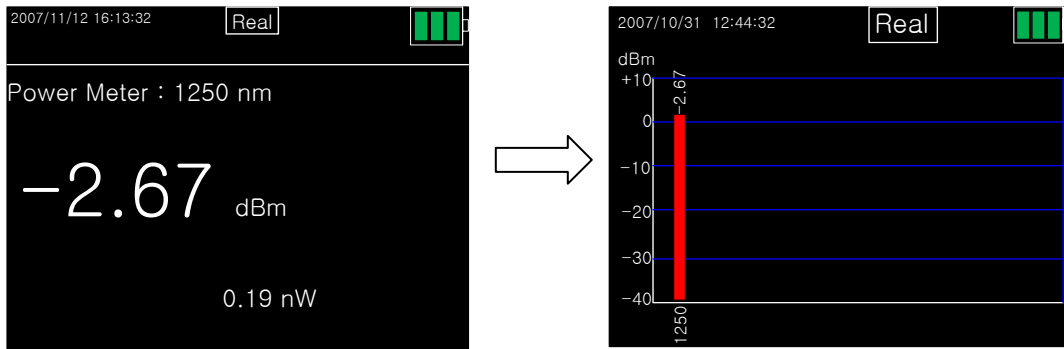 2007/11/12 16:13:32
Real
Power Meter : 1250 nm
-2.67 dBm
0.19 nW
2007/10/31 12:44:32
Real
dBm
+10
0
-10
-20
-30
-40
-2.67
1250